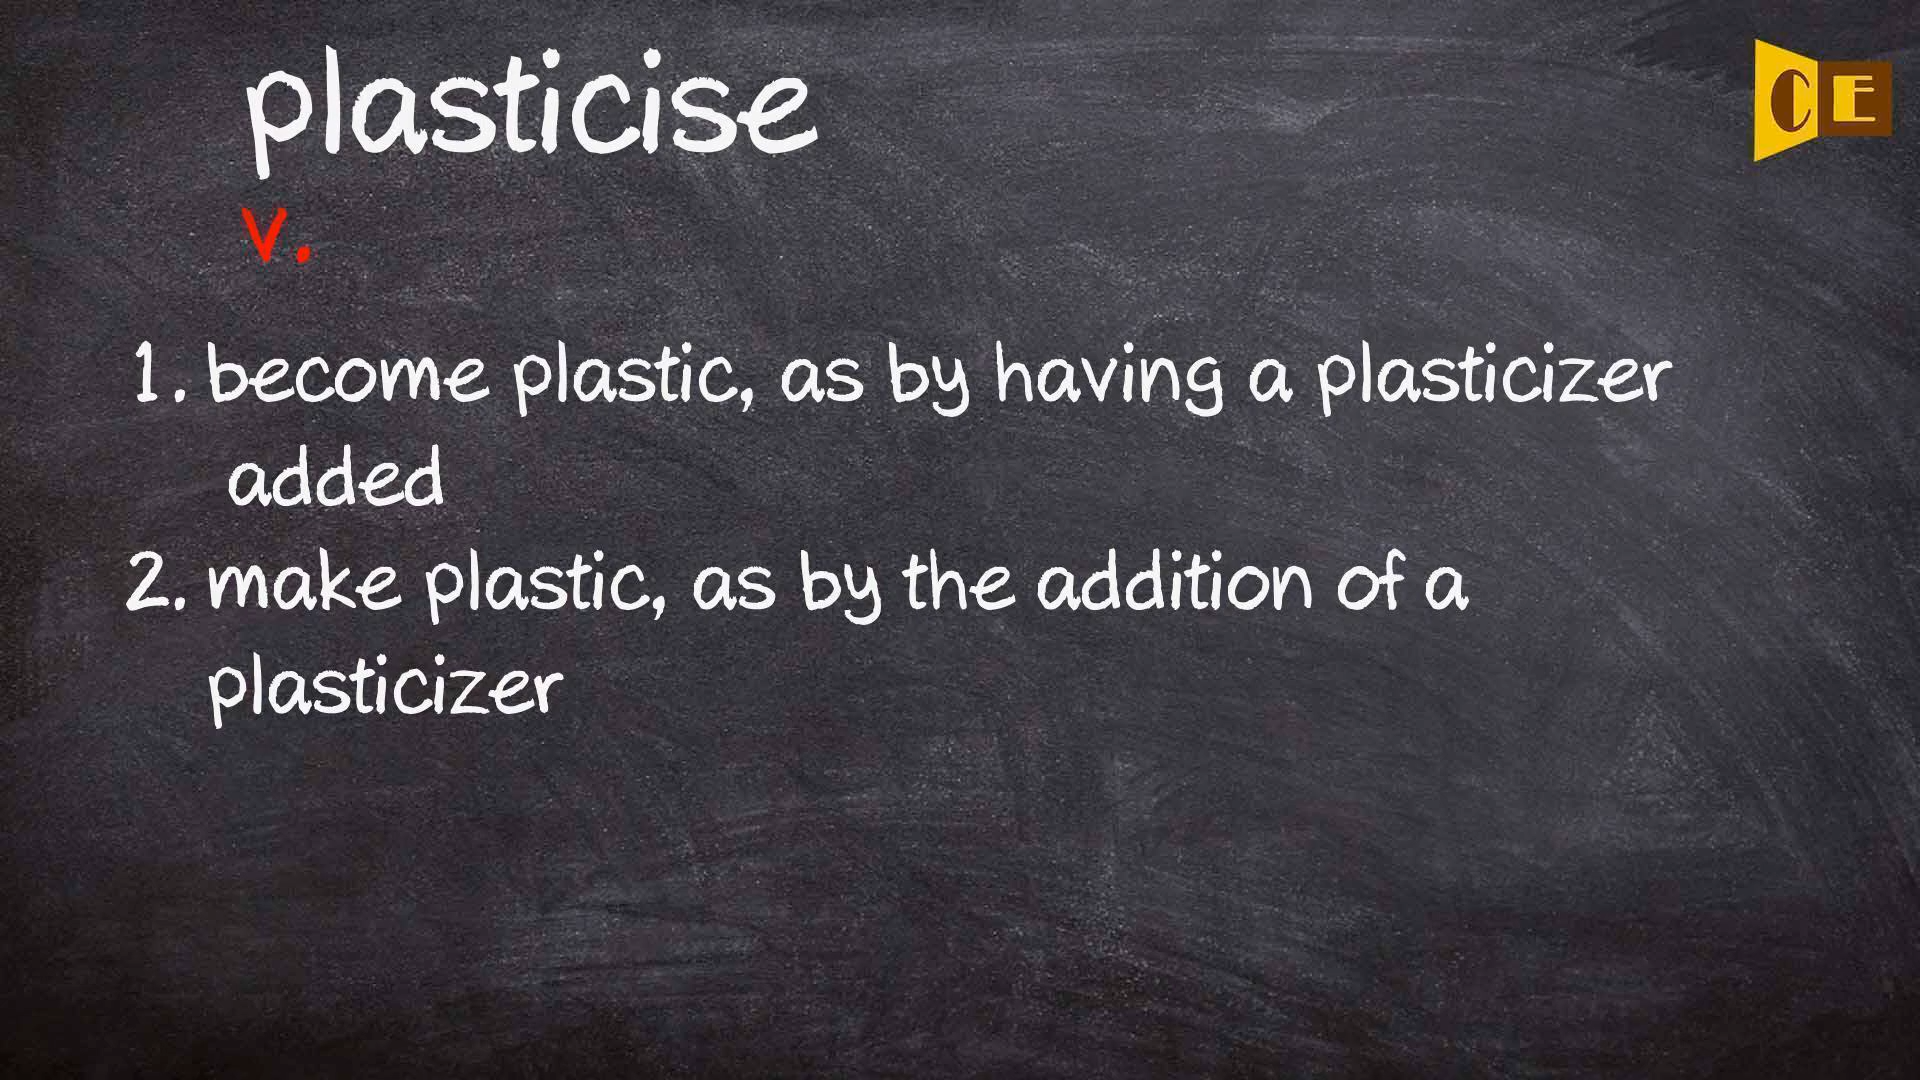 plasticise
CE
v.
1. become plastic, as by having a plasticizer
added
2. make plastic, as by the addition of a
plasticizer